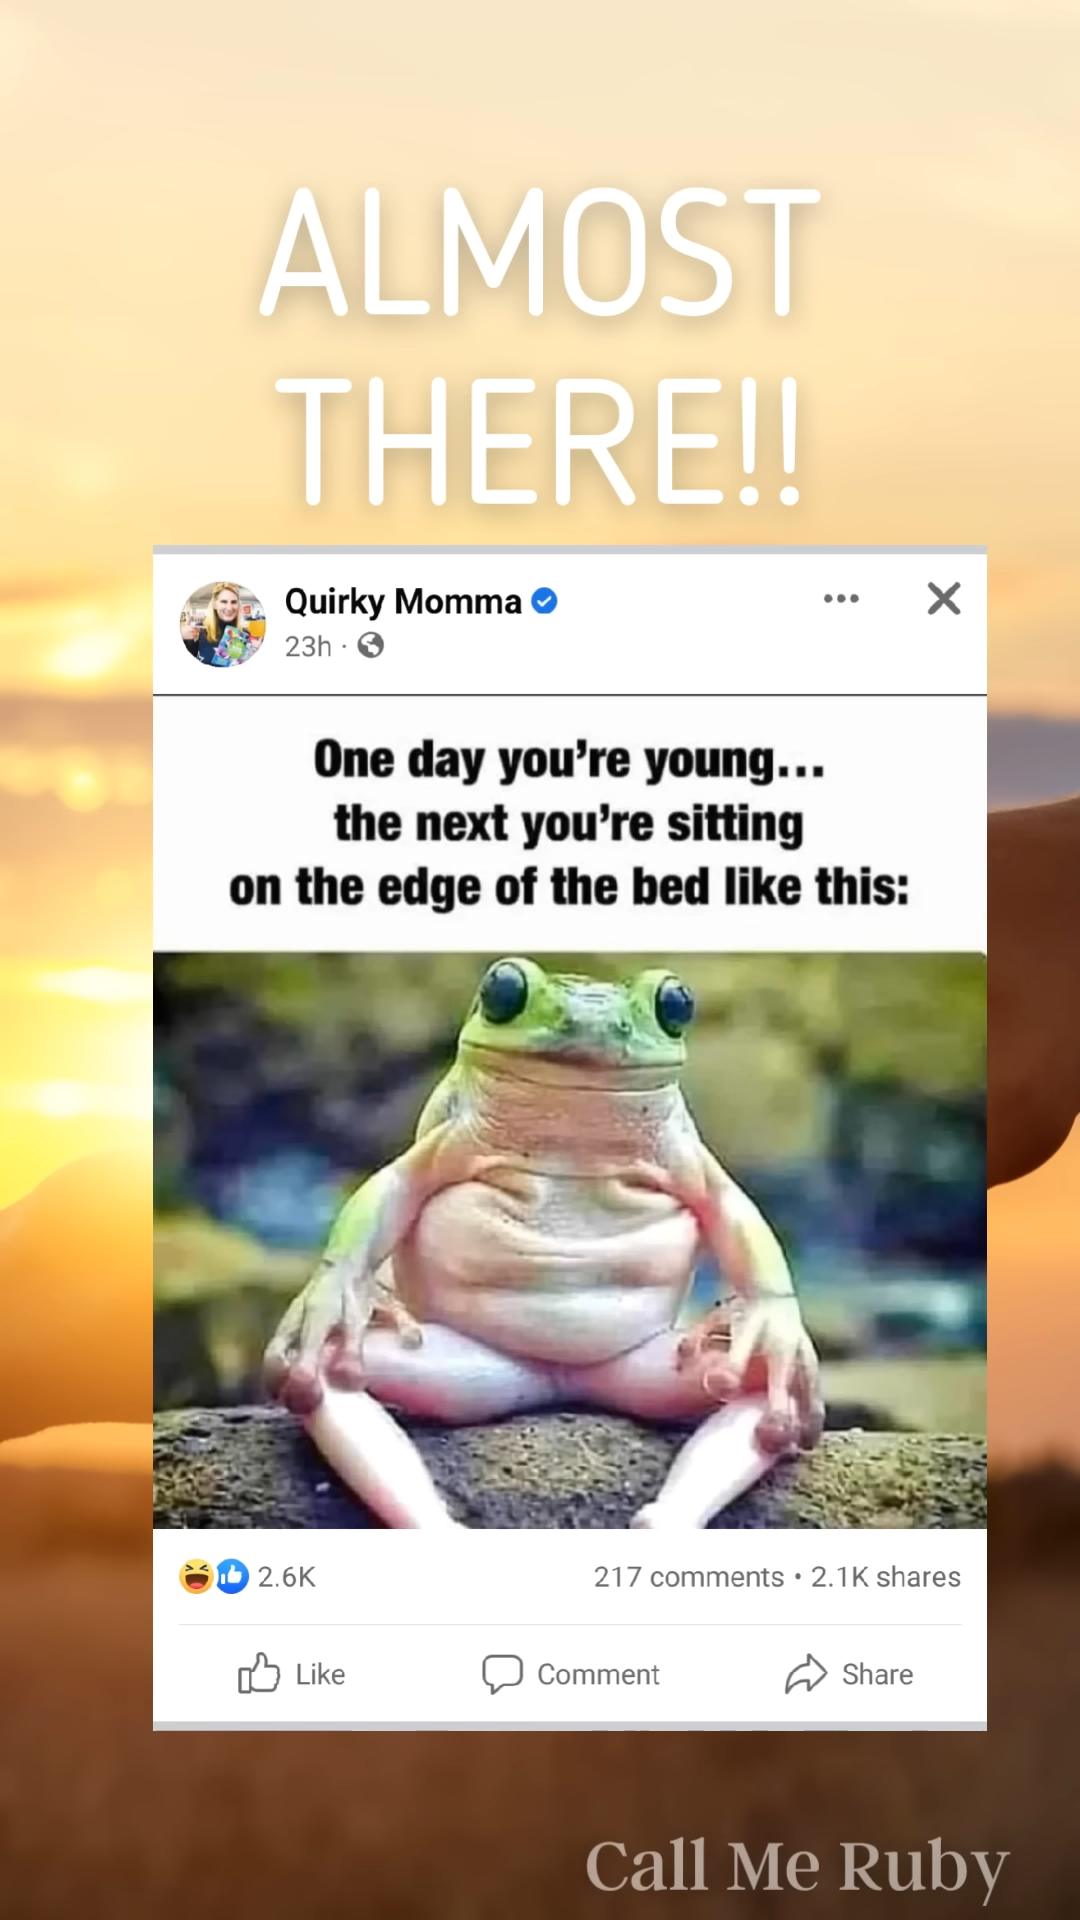 ALMOST
THERE!!
Quirky Momma
23h ·
One day you're young...
the next you're sitting
on the edge of the bed like this:
2.6K
217 comments • 2.1K shares
Like
Comment
Share
Call Me Ruby